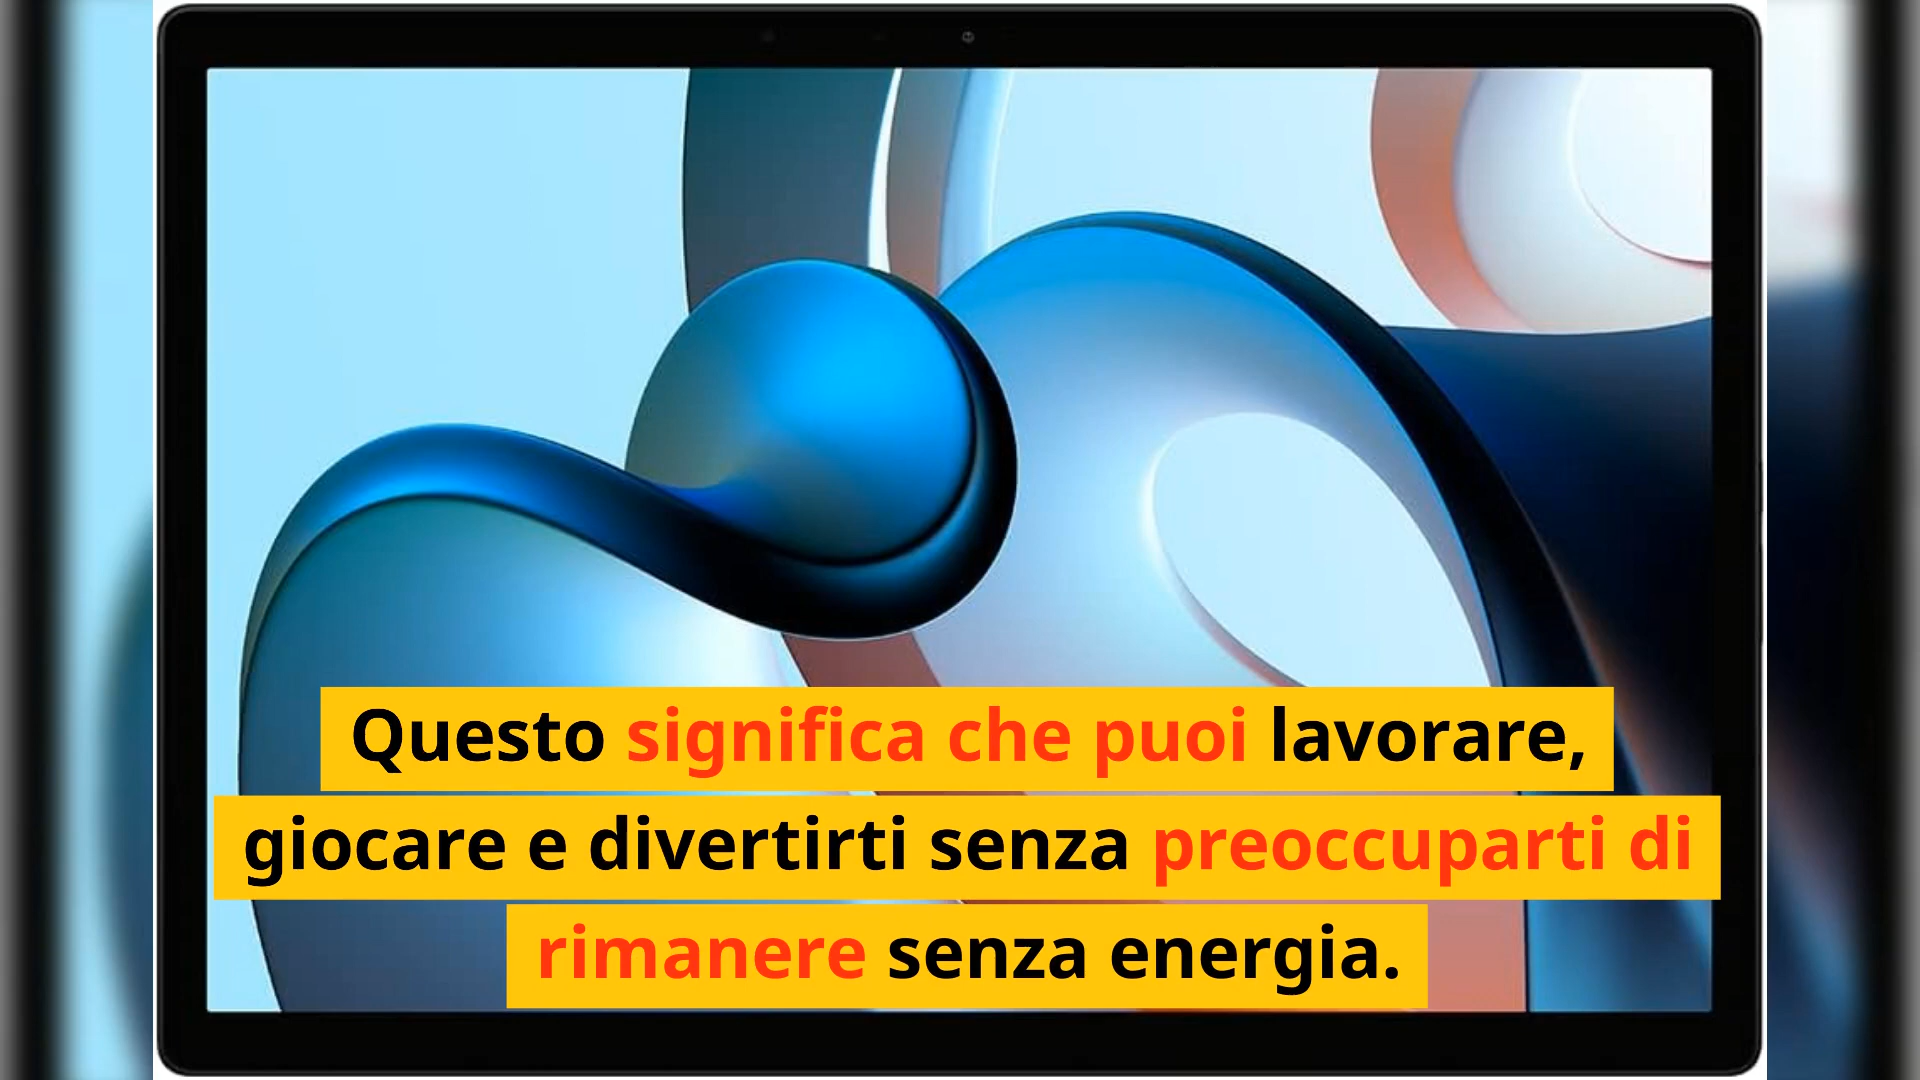 Questo significa che puoi lavorare,
giocare e divertirti senza preoccuparti di
rimanere senza energia.